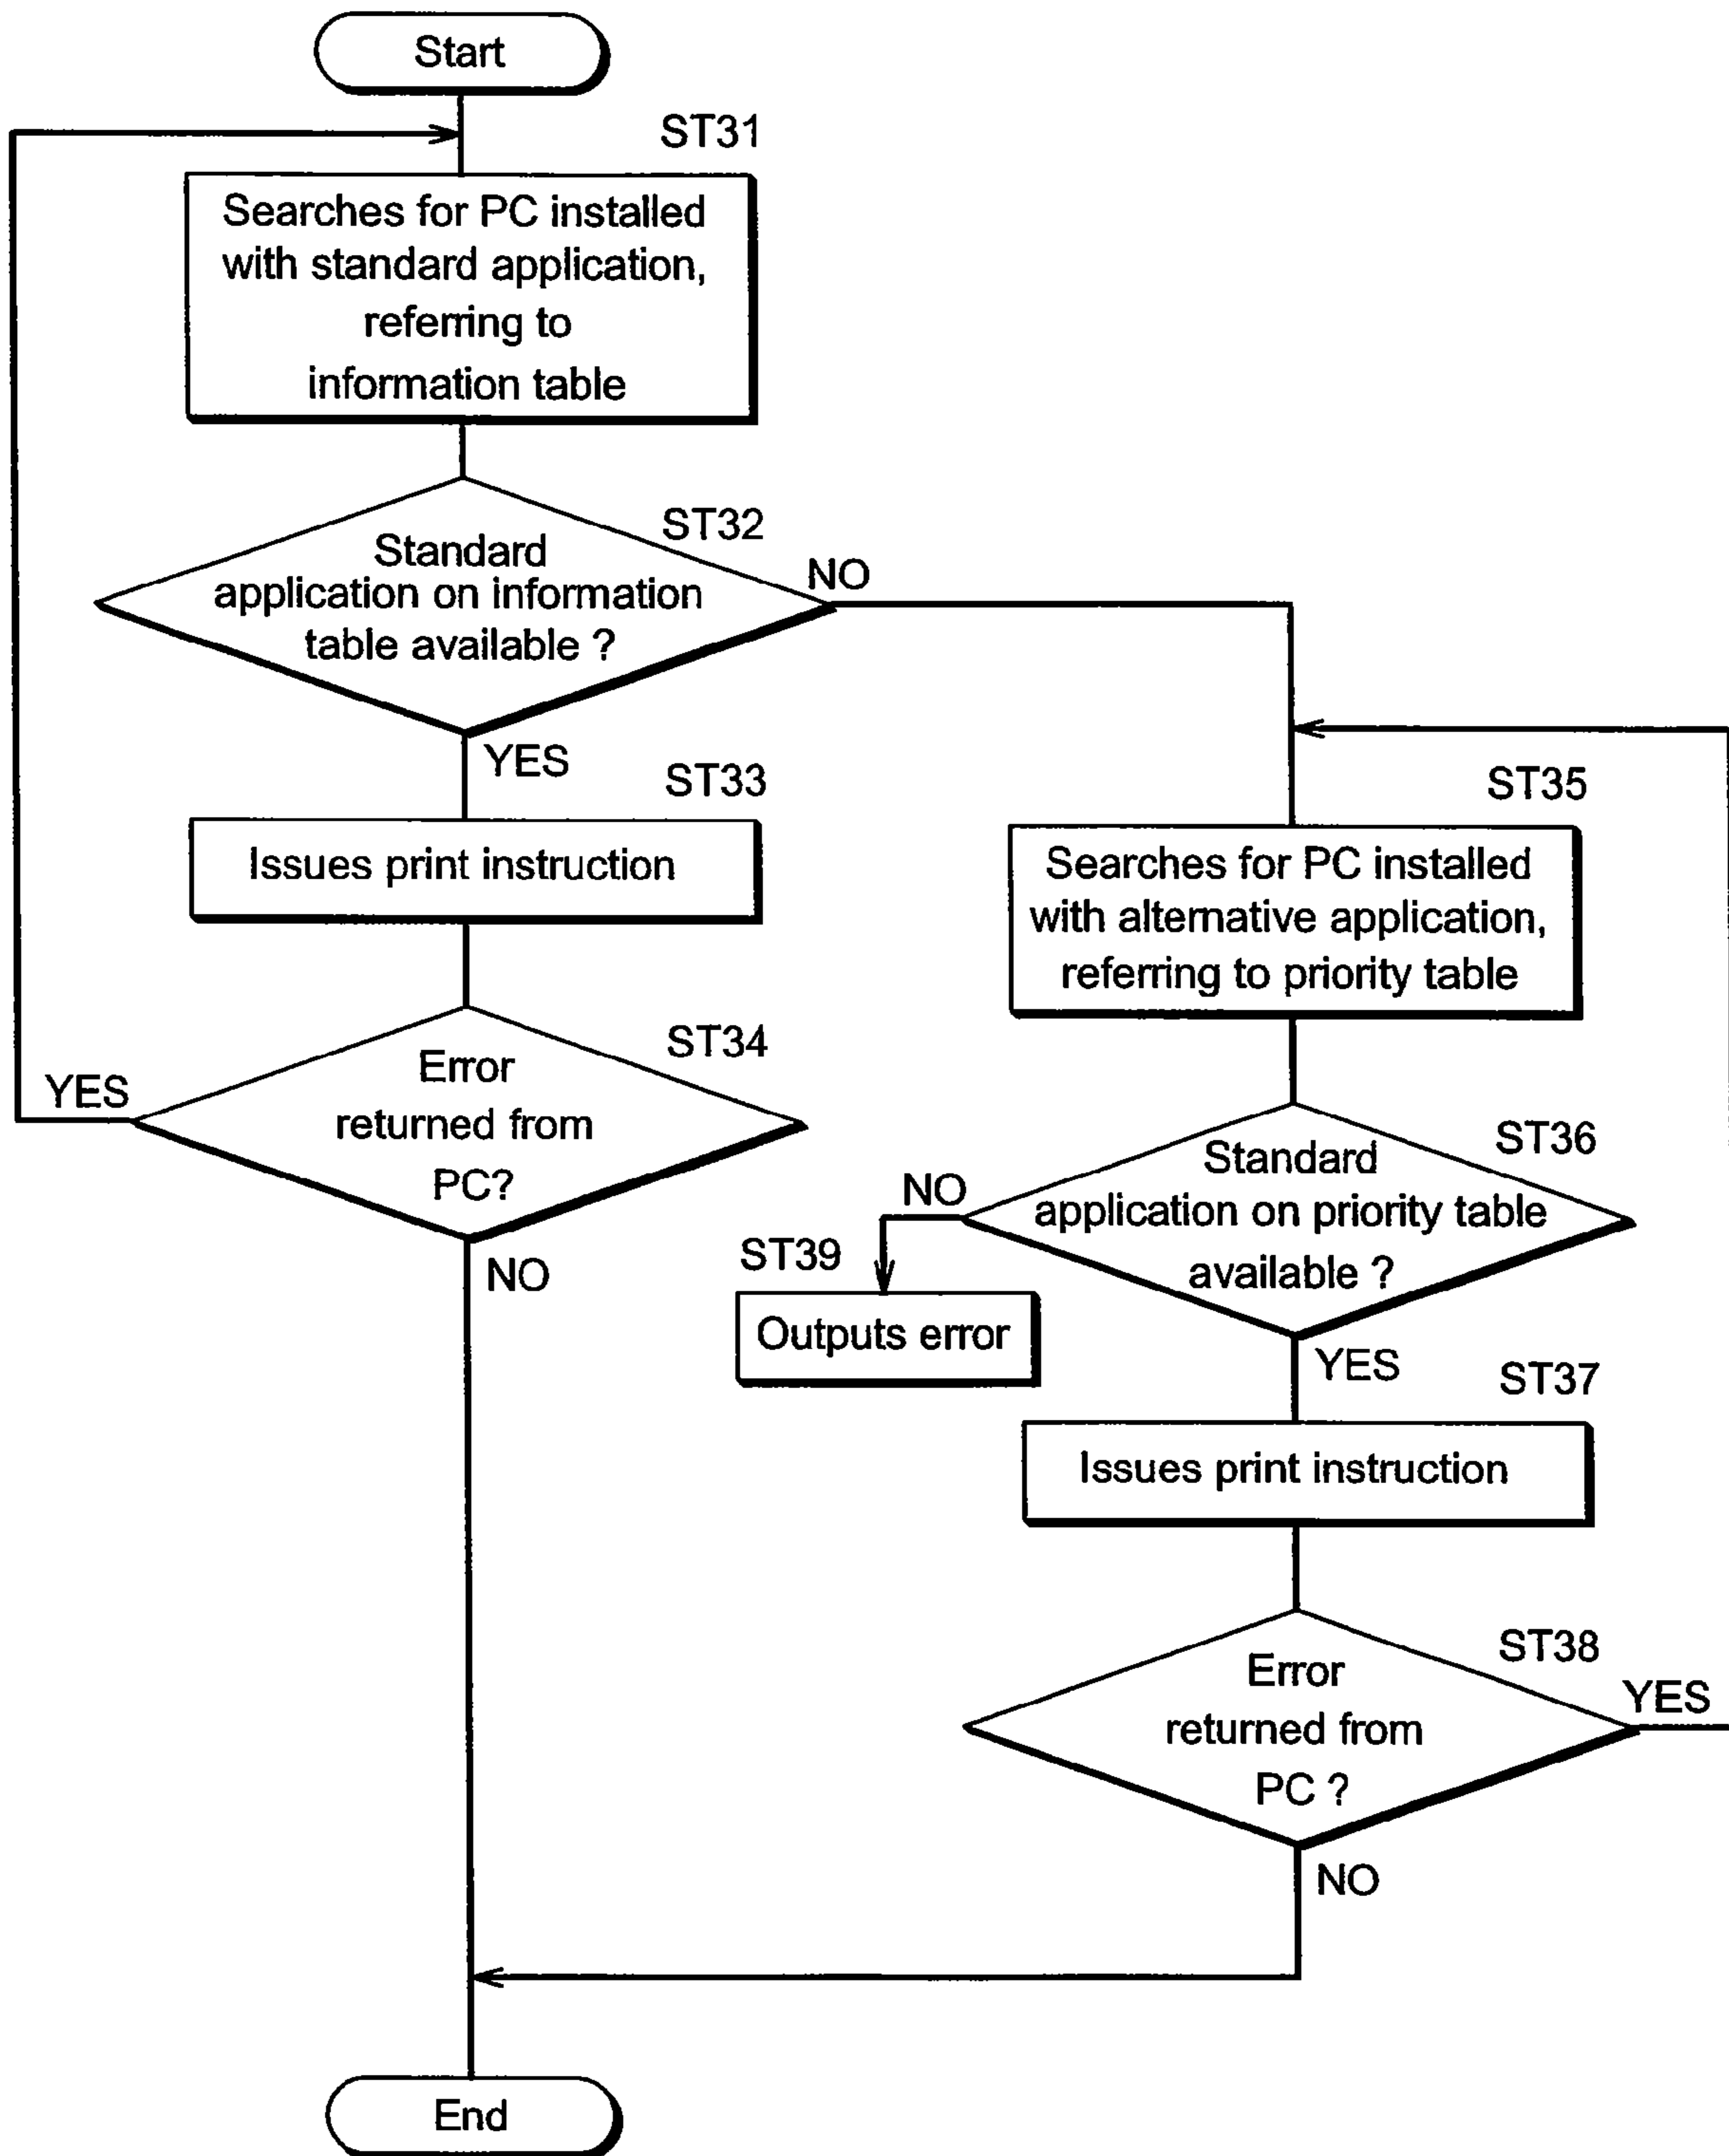 Start
ST31
Searches for PC installed
with standard application,
referring to
information table
ST32
Standard
application on information
table available ?
NO
YES
ST33
Issues print instruction
ST34
Error
returned from
PC?
YES
NO
ST35
Searches for PC installed
with alternative application,
referring to priority table
ST36
Standard
application on priority table
available ?
NO
ST39
Outputs error
YES
ST37
Issues print instruction
ST38
Error
returned from
PC ?
YES
NO
End